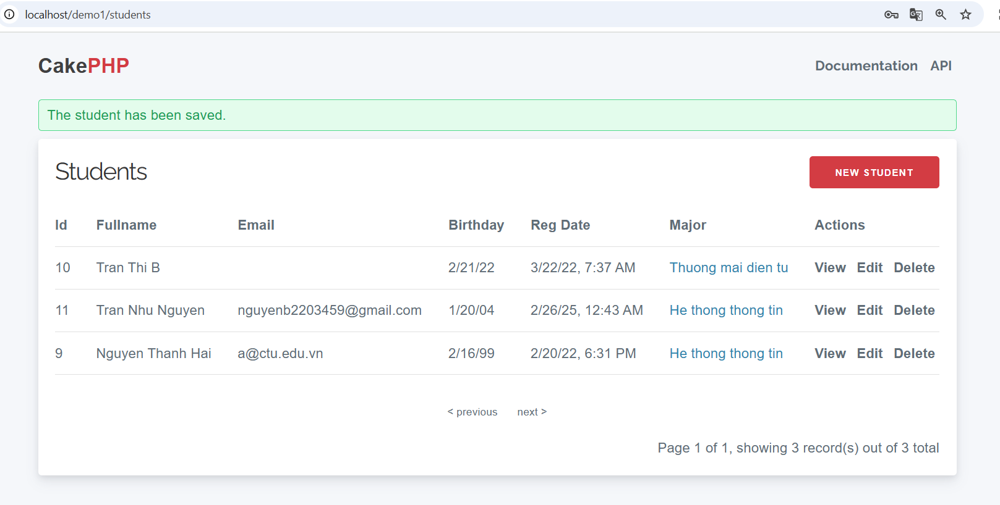 localhost/demo1/students
CakePHP Documentation API
The student has been saved.
Students NEW STUDENT
Id Fullname Email Birthday Reg Date Major Actions
10 Tran Thi B 2/21/22 3/22/22, 7:37 AM Thuong mai dien tu View Edit Delete
11 Tran Nhu Nguyen nguyenb2203459@gmail.com 1/20/04 2/26/25, 12:43 AM He thong thong tin View Edit Delete
9 Nguyen Thanh Hai a@ctu.edu.vn 2/16/99 2/20/22, 6:31 PM He thong thong tin View Edit Delete
< previous next >
Page 1 of 1, showing 3 record(s) out of 3 total